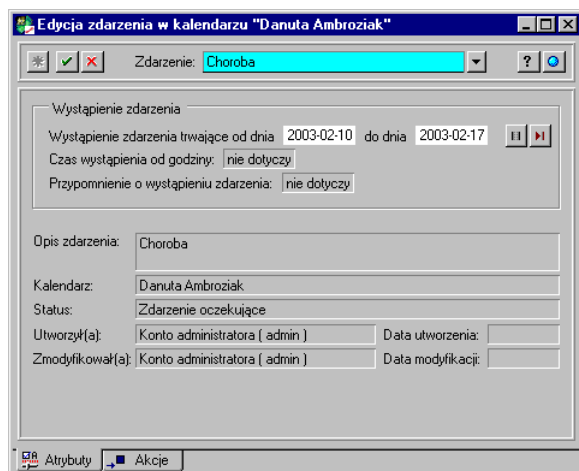 Edycja zdarzenia w kalendarzu "Danuta Ambroziak"
Zdarzenie: Choroba ?
Wystąpienie zdarzenia
Wystąpienie zdarzenia trwające od dnia 2003-02-10 do dnia 2003-02-17
Czas wystąpienia od godziny: nie dotyczy
Przypomnienie o wystąpieniu zdarzenia: nie dotyczy
Opis zdarzenia: Choroba
Kalendarz: Danuta Ambroziak
Status: Zdarzenie oczekujące
Utworzył(a): Konto administratora ( admin ) Data utworzenia:
Zmodyfikował(a): Konto administratora ( admin ) Data modyfikacji:
Atrybuty Akcje